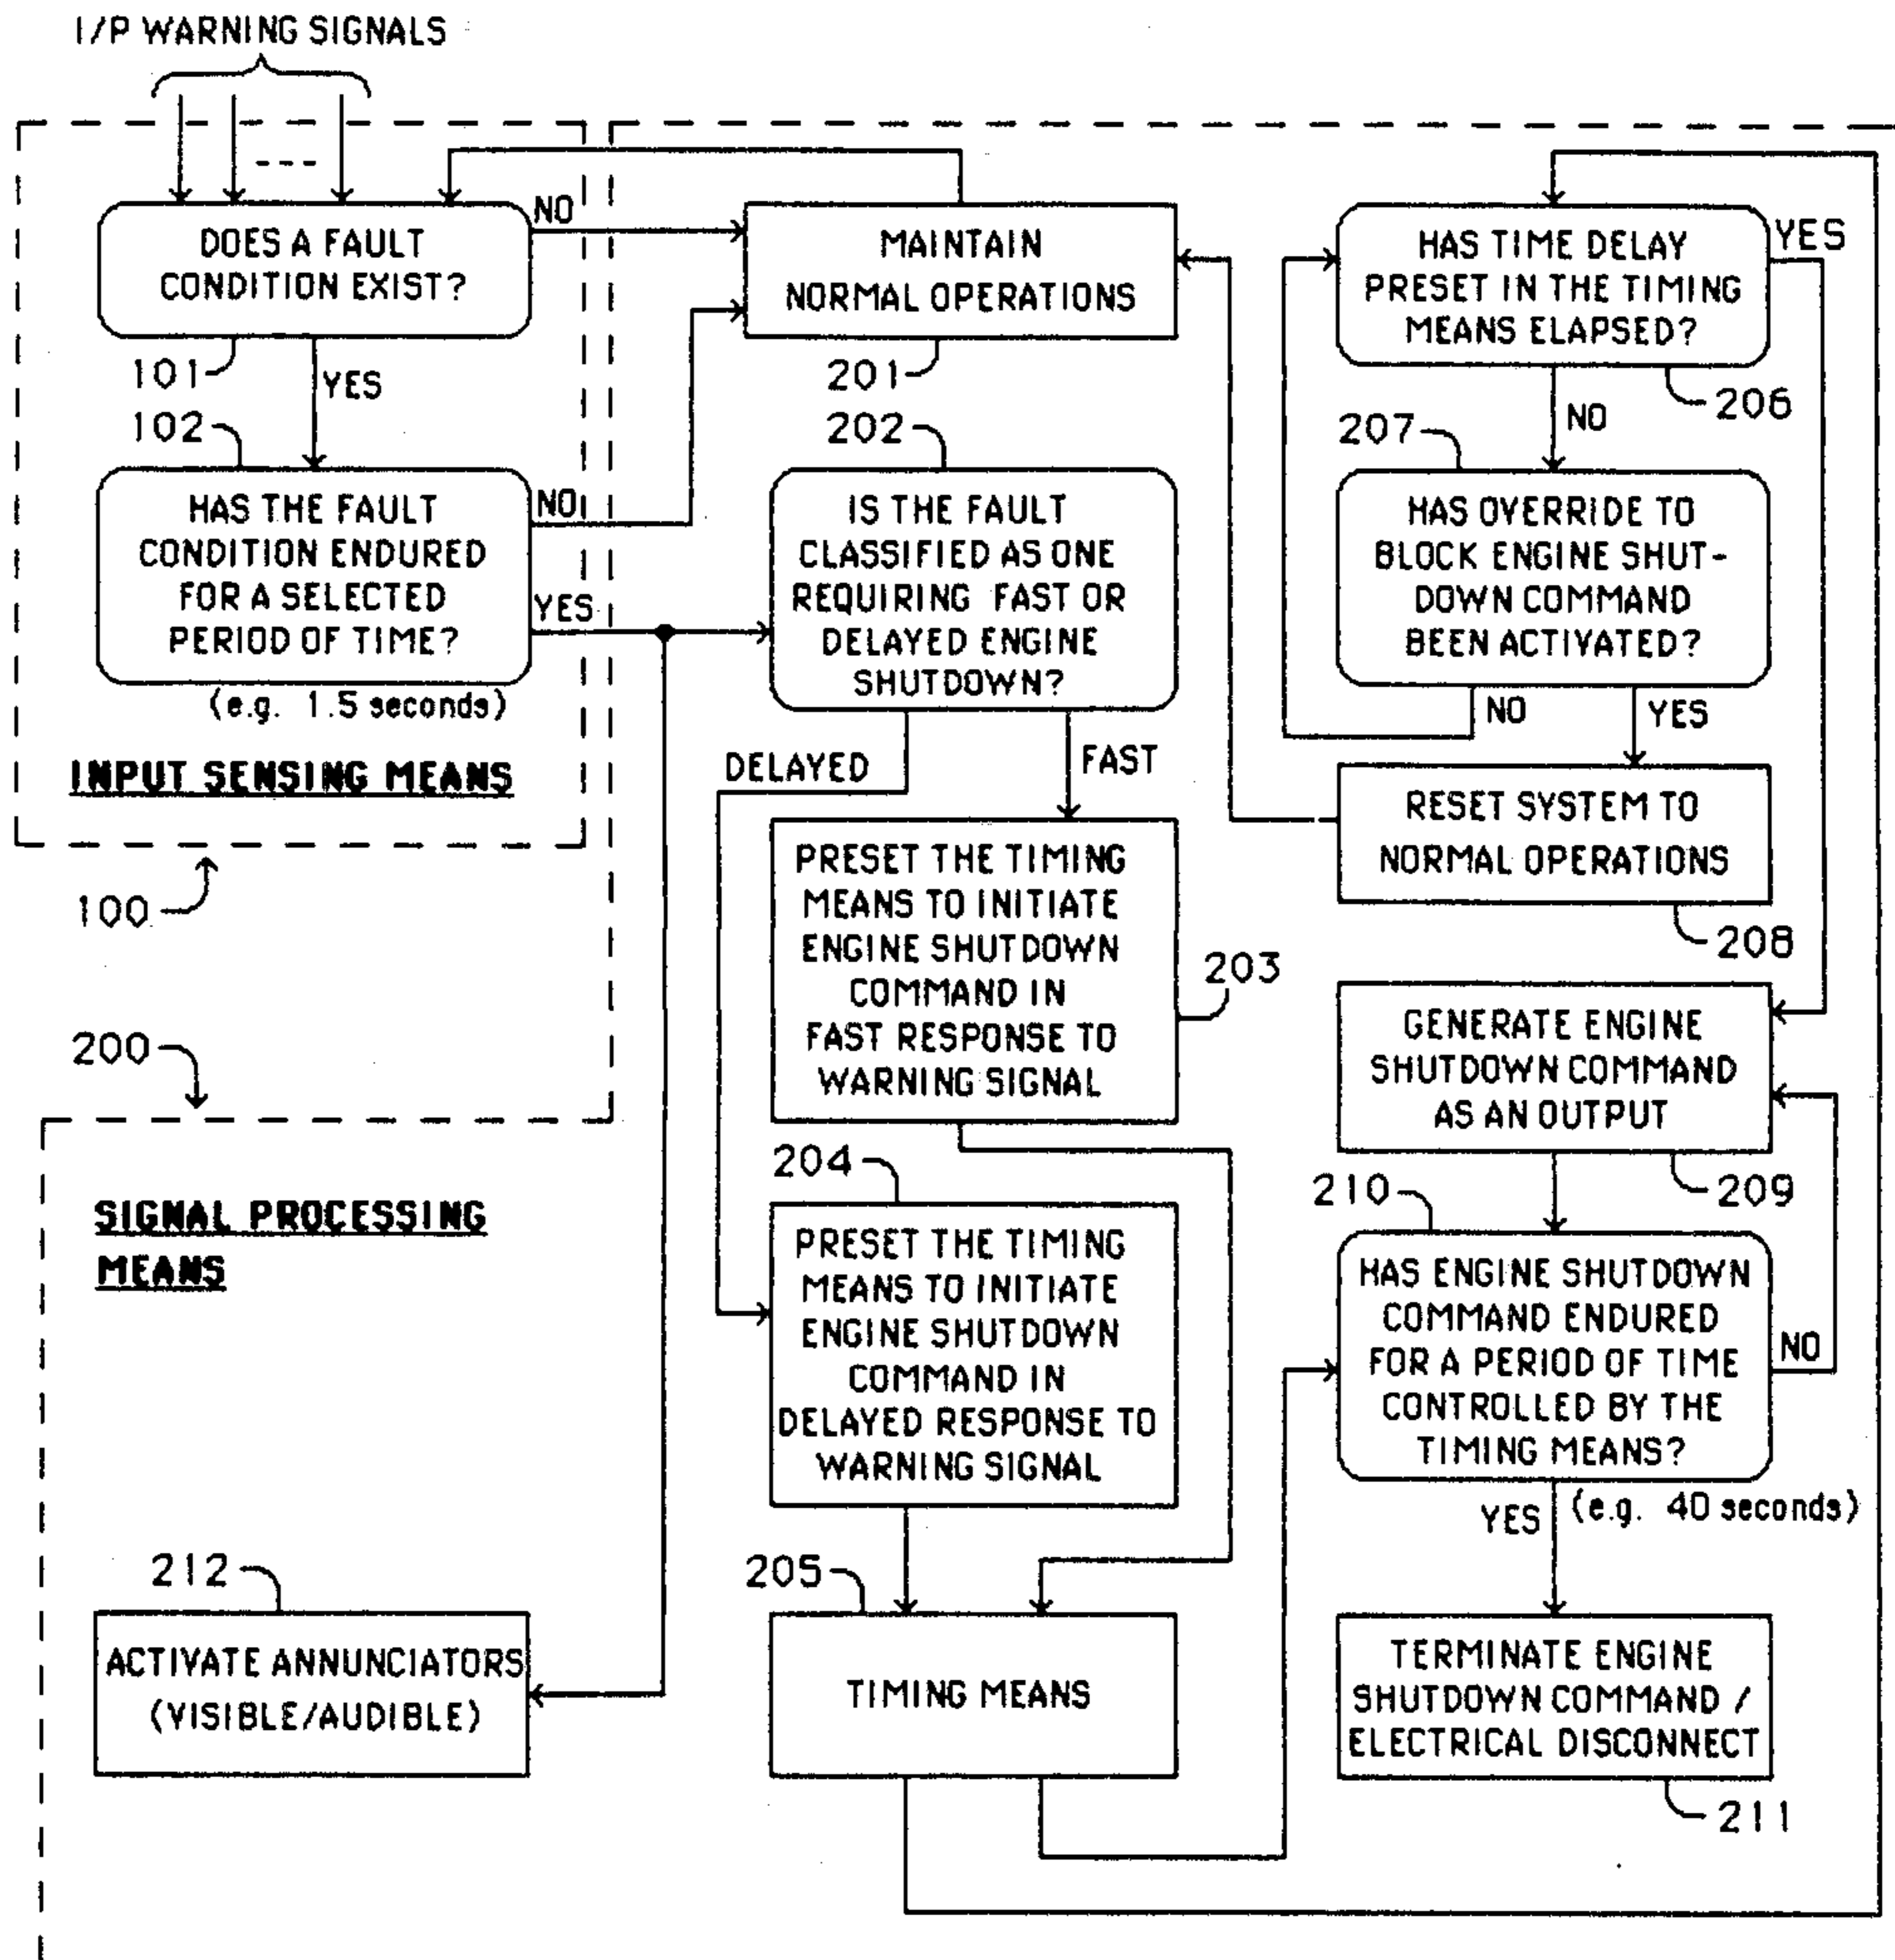 I/P WARNING SIGNALS
DOES A FAULT
CONDITION EXIST?
NO
101
YES
102
HAS THE FAULT
CONDITION ENDURED
FOR A SELECTED
PERIOD OF TIME?
NO
YES
(e.g. 1.5 seconds)
INPUT SENSING MEANS
100
200
SIGNAL PROCESSING
MEANS
212
ACTIVATE ANNUNCIATORS
(VISIBLE/AUDIBLE)
MAINTAIN
NORMAL OPERATIONS
201
202
IS THE FAULT
CLASSIFIED AS ONE
REQUIRING FAST OR
DELAYED ENGINE
SHUTDOWN?
DELAYED
FAST
PRESET THE TIMING
MEANS TO INITIATE
ENGINE SHUTDOWN
COMMAND IN
FAST RESPONSE TO
WARNING SIGNAL
203
204
PRESET THE TIMING
MEANS TO INITIATE
ENGINE SHUTDOWN
COMMAND IN
DELAYED RESPONSE TO
WARNING SIGNAL
205
TIMING MEANS
HAS TIME DELAY
PRESET IN THE TIMING
MEANS ELAPSED?
YES
206
NO
207
HAS OVERRIDE TO
BLOCK ENGINE SHUT-
DOWN COMMAND
BEEN ACTIVATED?
NO
YES
RESET SYSTEM TO
NORMAL OPERATIONS
208
GENERATE ENGINE
SHUTDOWN COMMAND
AS AN OUTPUT
209
210
HAS ENGINE SHUTDOWN
COMMAND ENDURED
FOR A PERIOD OF TIME
CONTROLLED BY THE
TIMING MEANS?
NO
YES
(e.g. 40 seconds)
TERMINATE ENGINE
SHUTDOWN COMMAND /
ELECTRICAL DISCONNECT
211